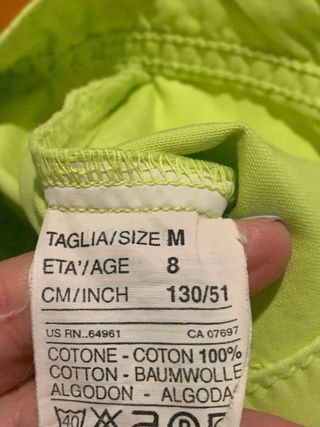 TAGLIA/SIZE M
ETA'/AGE 8
CM/INCH 130/51
US RN..64961 CA 07697
COTONE - COTON 100%
COTTON - BAUMWOLLE
ALGODON - ALGODA
40